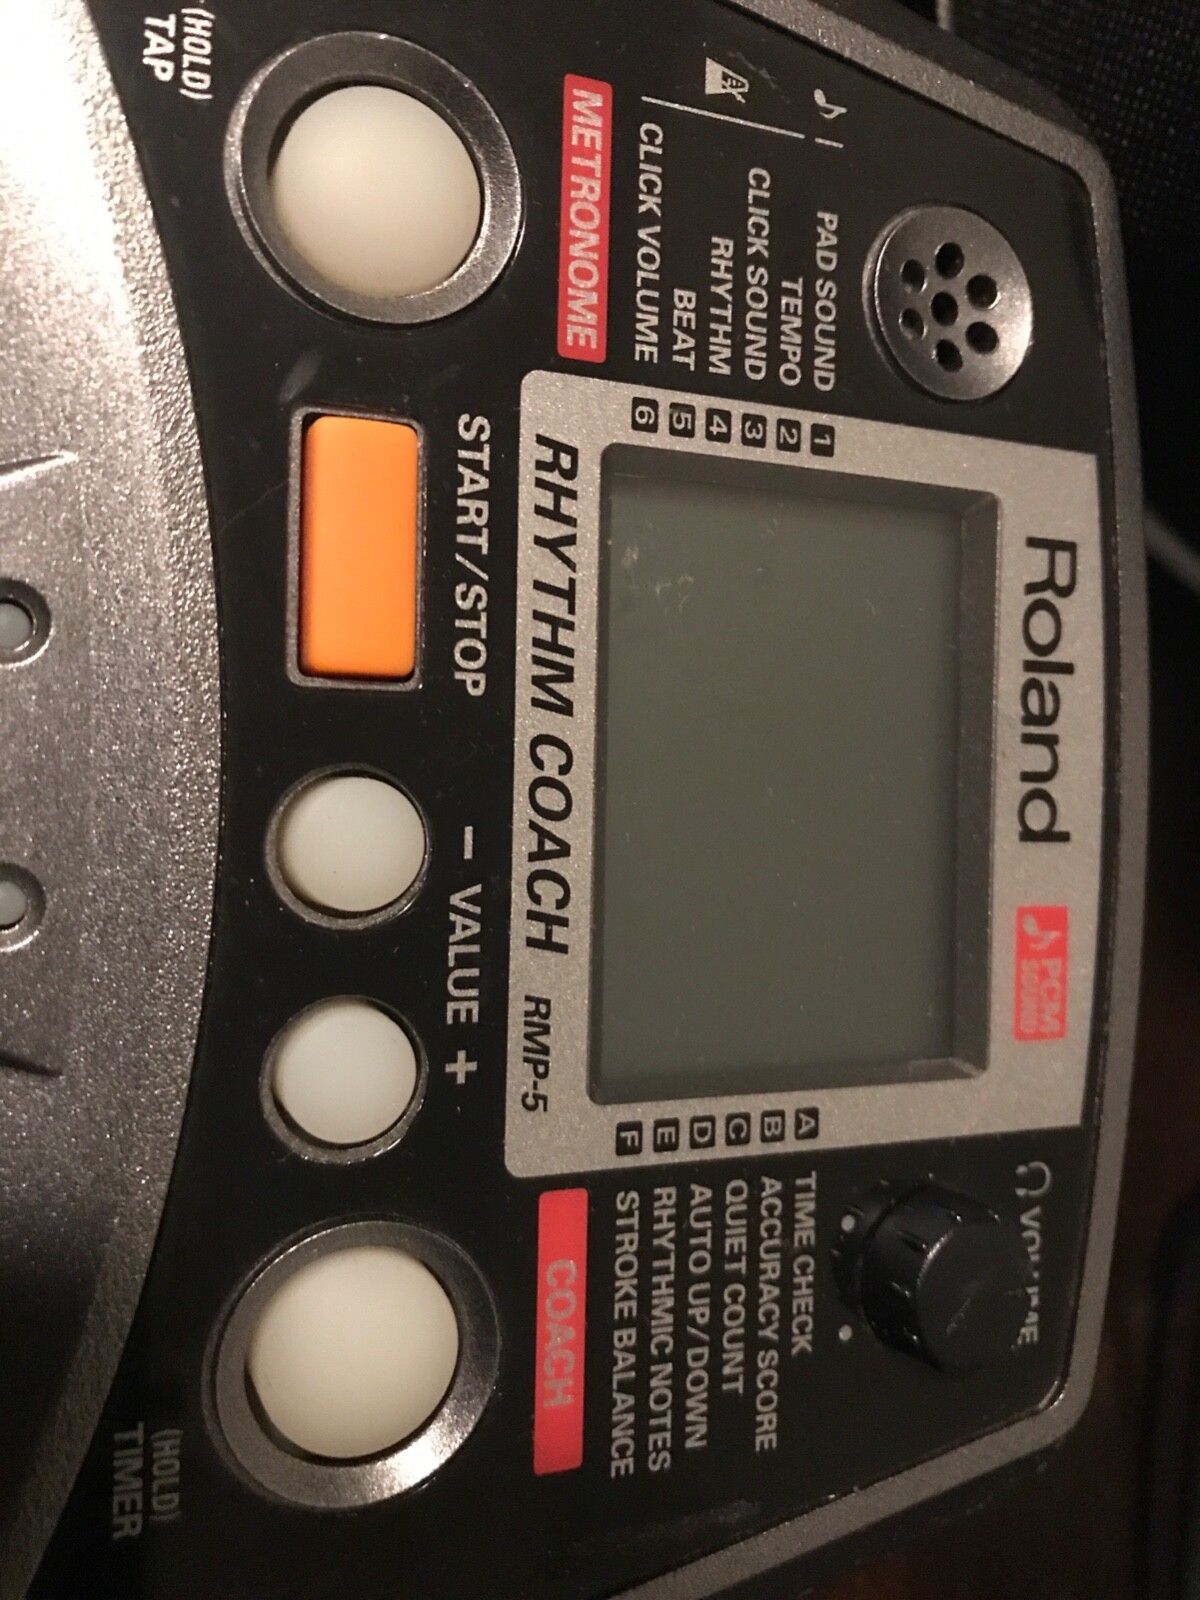 Roland
PCM
SOUND
VOLUME
PAD SOUND 1
TEMPO 2
CLICK SOUND 3
RHYTHM 4
BEAT 5
CLICK VOLUME 6
METRONOME
A TIME CHECK
B ACCURACY SCORE
C QUIET COUNT
D AUTO UP/DOWN
E RHYTHMIC NOTES
F STROKE BALANCE
COACH
RHYTHM COACH RMP-5
START/STOP
– VALUE +
(HOLD)
TAP
(HOLD)
TIMER